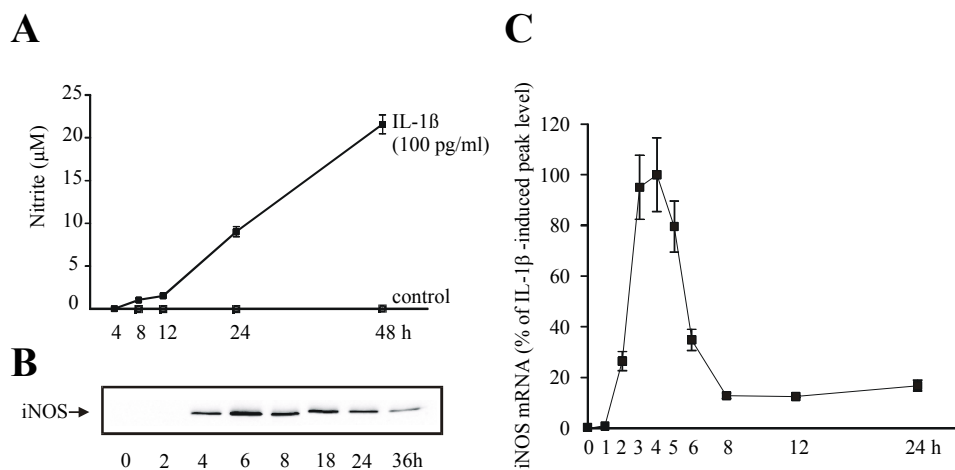 A
Nitrite (µM)
25
20
15
10
5
0
IL-1ß
(100 pg/ml)
control
4 8 12 24 48 h
B
iNOS
0 2 4 6 8 18 24 36h
C
iNOS mRNA (% of IL-1β -induced peak level)
120
100
80
60
40
20
0
0 1 2 3 4 5 6 8 12 24 h